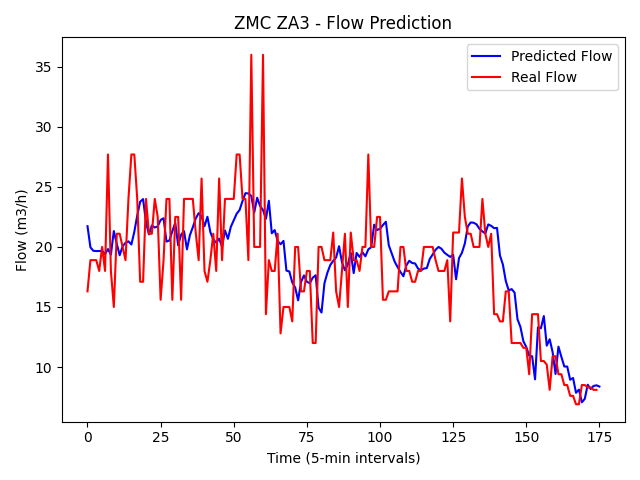 ZMC ZA3 - Flow Prediction
Predicted Flow
Real Flow
Flow (m3/h)
35
30
25
20
15
10
0 25 50 75 100 125 150 175
Time (5-min intervals)